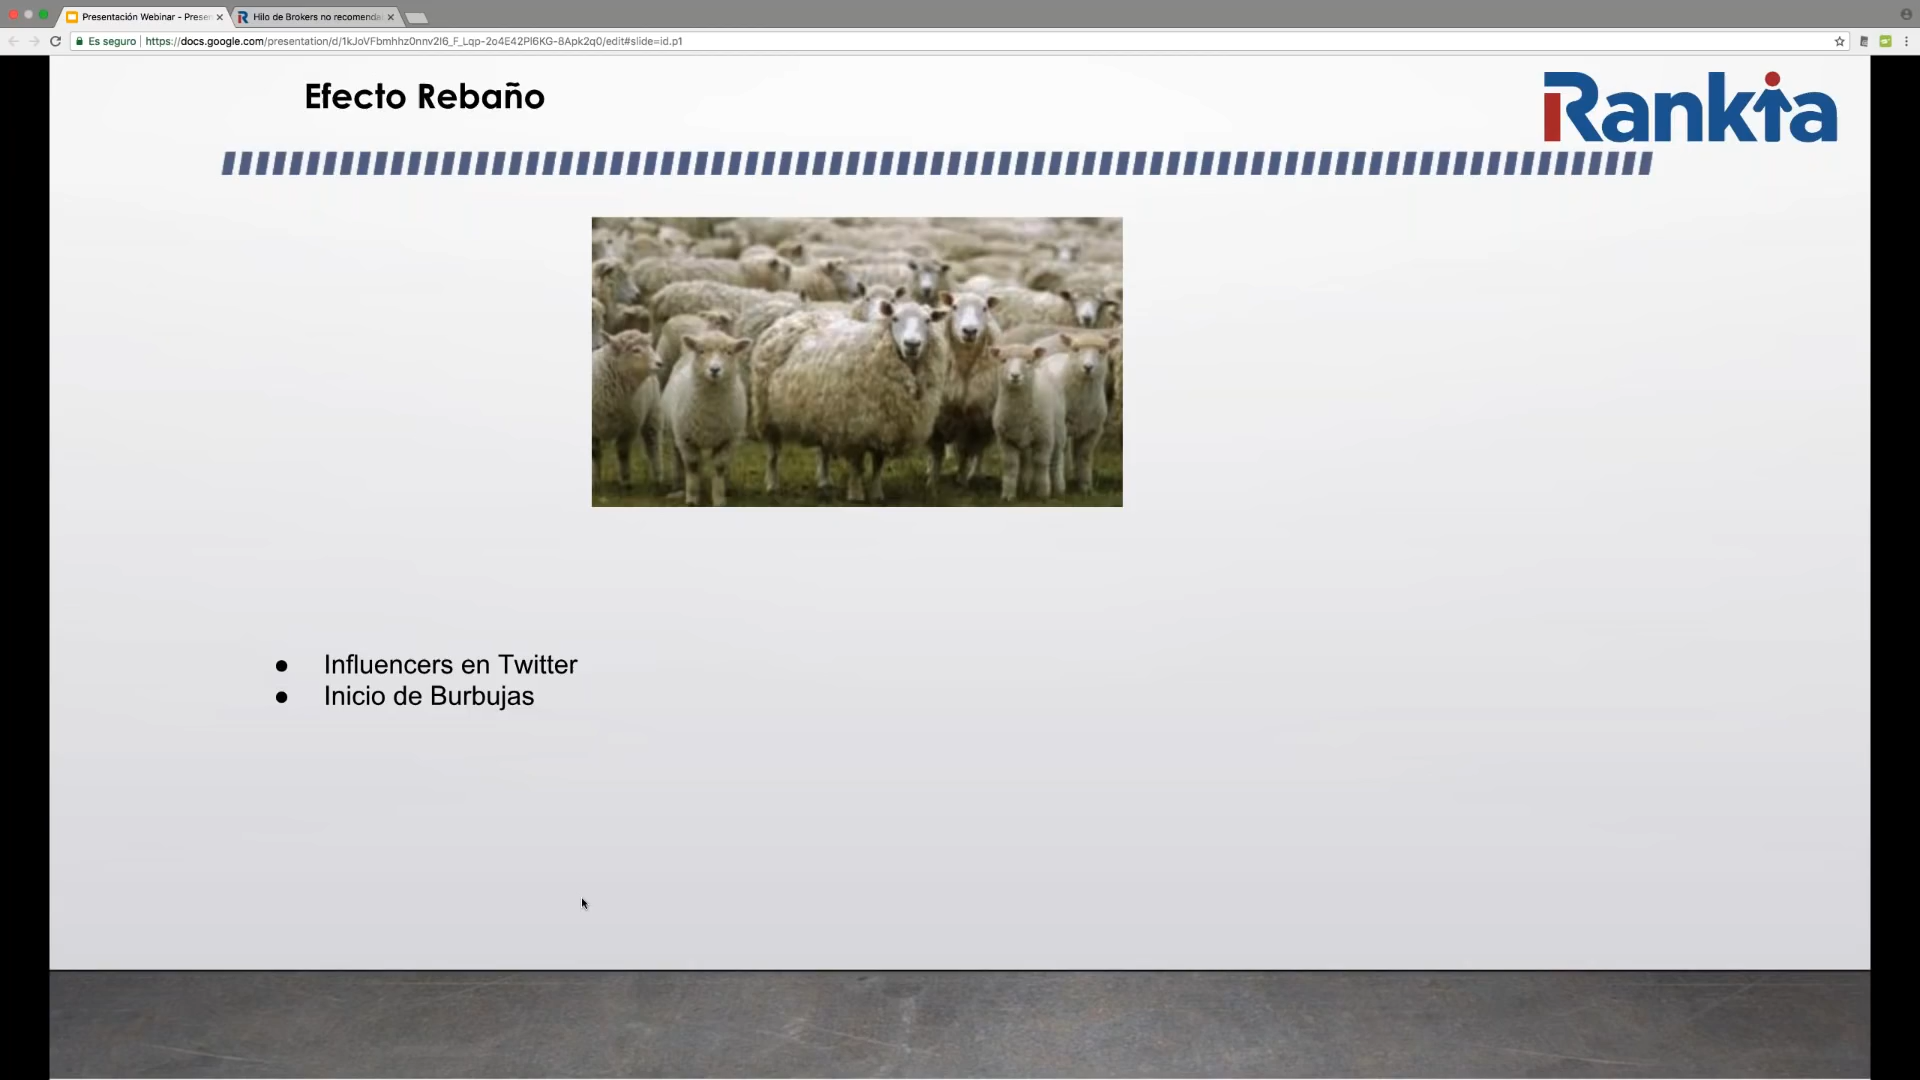 Presentación Webinar - Presen
Hilo de Brokers no recomenda
Es seguro
https://docs.google.com/presentation/d/1kJoVFbmhhz0nnv2I6_F_Lqp-2o4E42PI6KG-8Apk2q0/edit#slide=id.p1
Efecto Rebaño
Rankia
● Influencers en Twitter
● Inicio de Burbujas